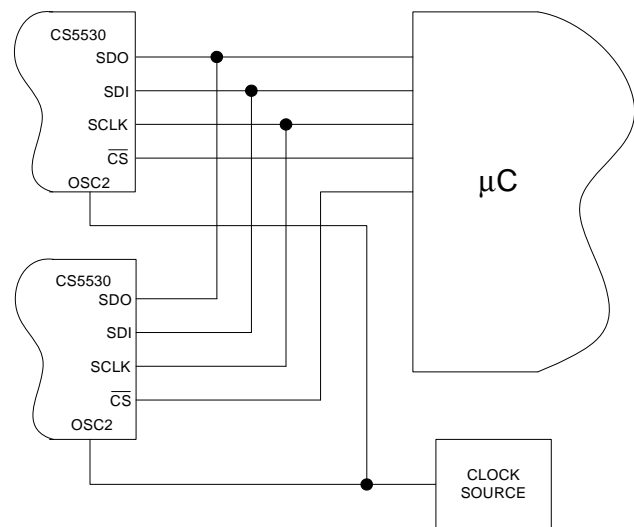 CS5530
SDO
SDI
SCLK
CS
OSC2
µC
CS5530
SDO
SDI
SCLK
CS
OSC2
CLOCK
SOURCE